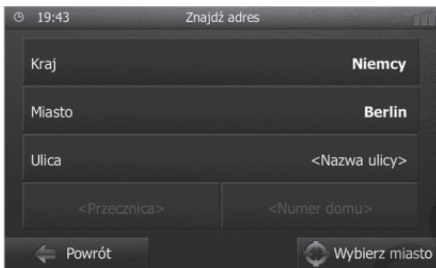 19:43 Znajdź adres
Kraj Niemcy
Miasto Berlin
Ulica <Nazwa ulicy>
<Przecznica> <Numer domu>
Powrót Wybierz miasto